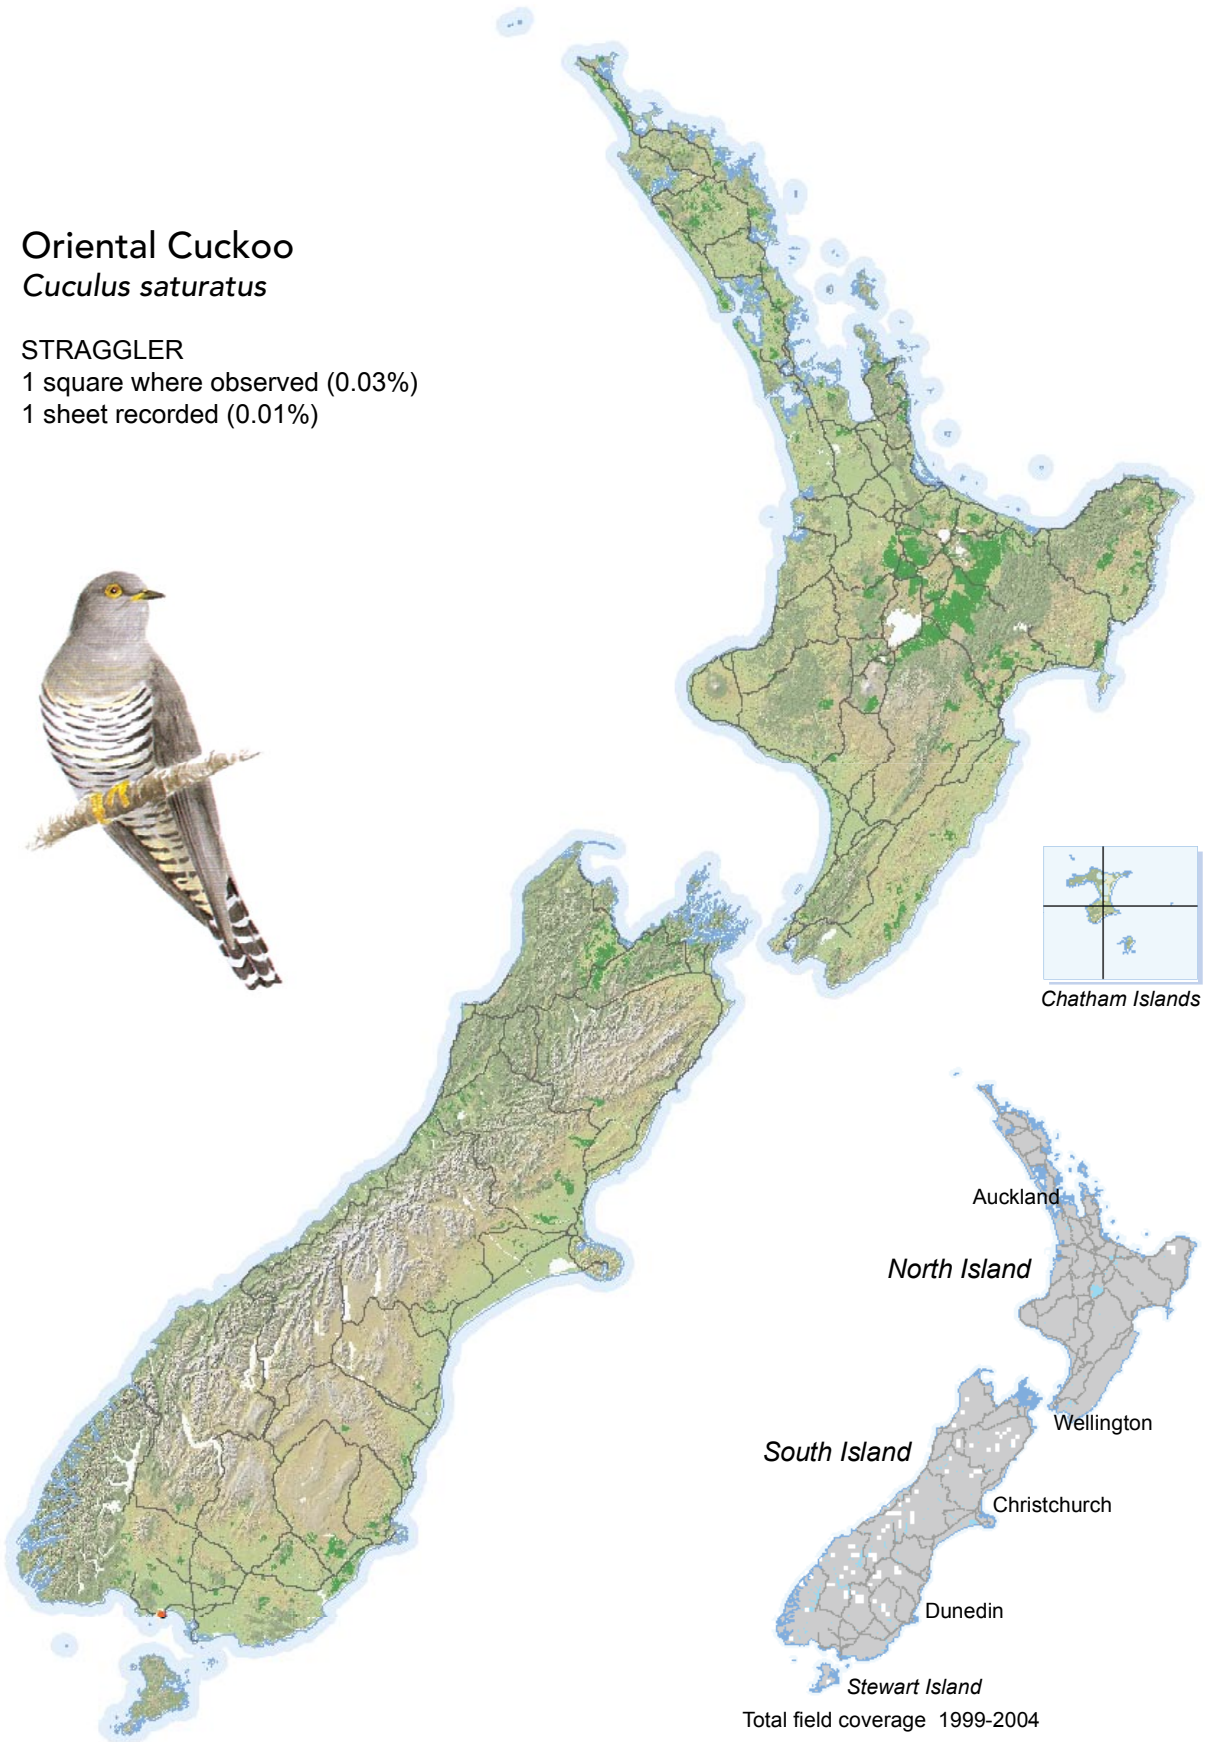 Oriental Cuckoo
Cuculus saturatus
STRAGGLER
1 square where observed (0.03%)
1 sheet recorded (0.01%)
Chatham Islands
Auckland
North Island
Wellington
South Island
Christchurch
Dunedin
Stewart Island
Total field coverage 1999-2004